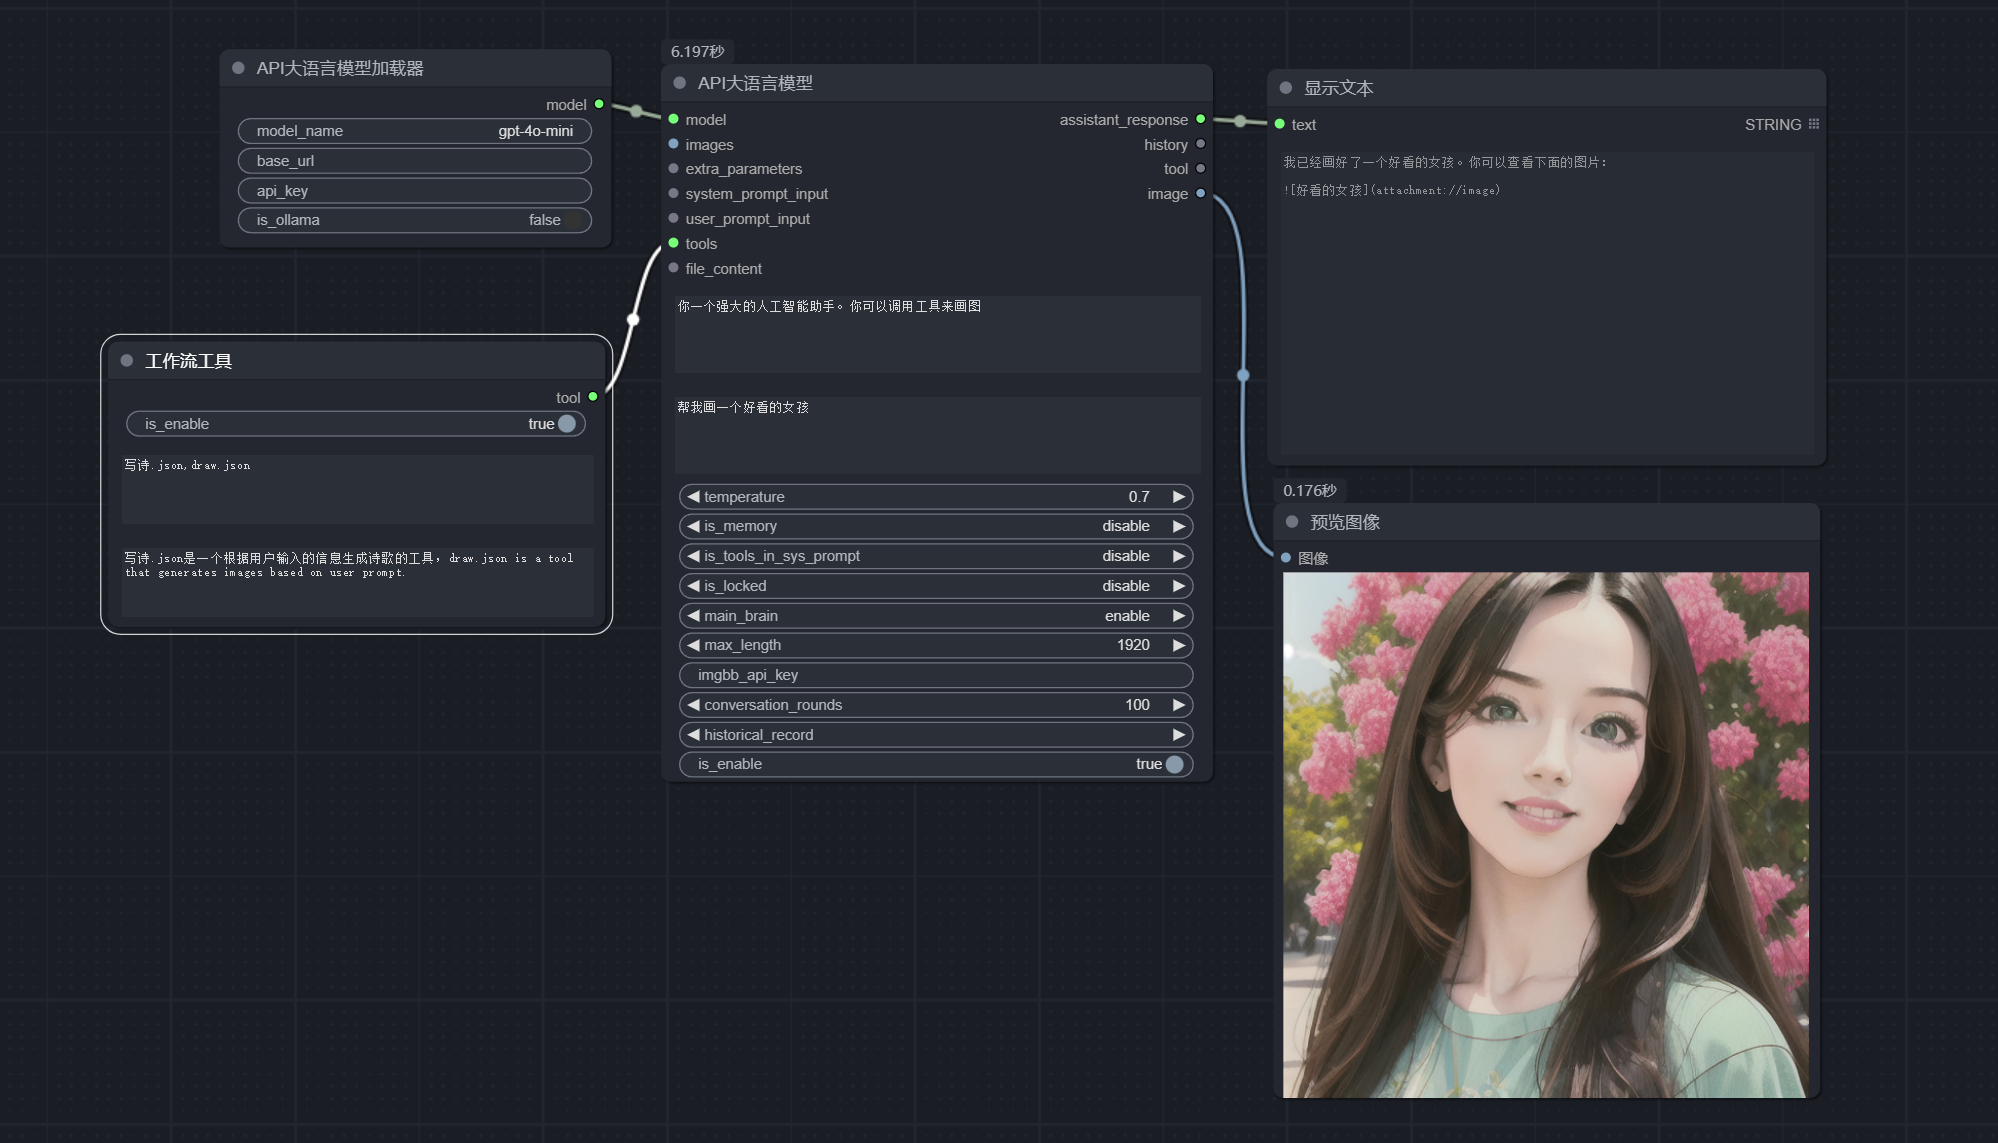 API大语言模型加载器
model
model_name gpt-4o-mini
base_url
api_key
is_ollama false
工作流工具
tool
is_enable true
写诗.json,draw.json
写诗.json是一个根据用户输入的信息生成诗歌的工具，draw.json is a tool
that generates images based on user prompt.
6.197秒
API大语言模型
model assistant_response
images history
extra_parameters tool
system_prompt_input image
user_prompt_input
tools
file_content
你一个强大的人工智能助手。你可以调用工具来画图
帮我画一个好看的女孩
temperature 0.7
is_memory disable
is_tools_in_sys_prompt disable
is_locked disable
main_brain enable
max_length 1920
imgbb_api_key
conversation_rounds 100
historical_record
is_enable true
显示文本
text STRING
我已经画好了一个好看的女孩。你可以查看下面的图片：
![好看的女孩](attachment://image)
0.176秒
预览图像
图像